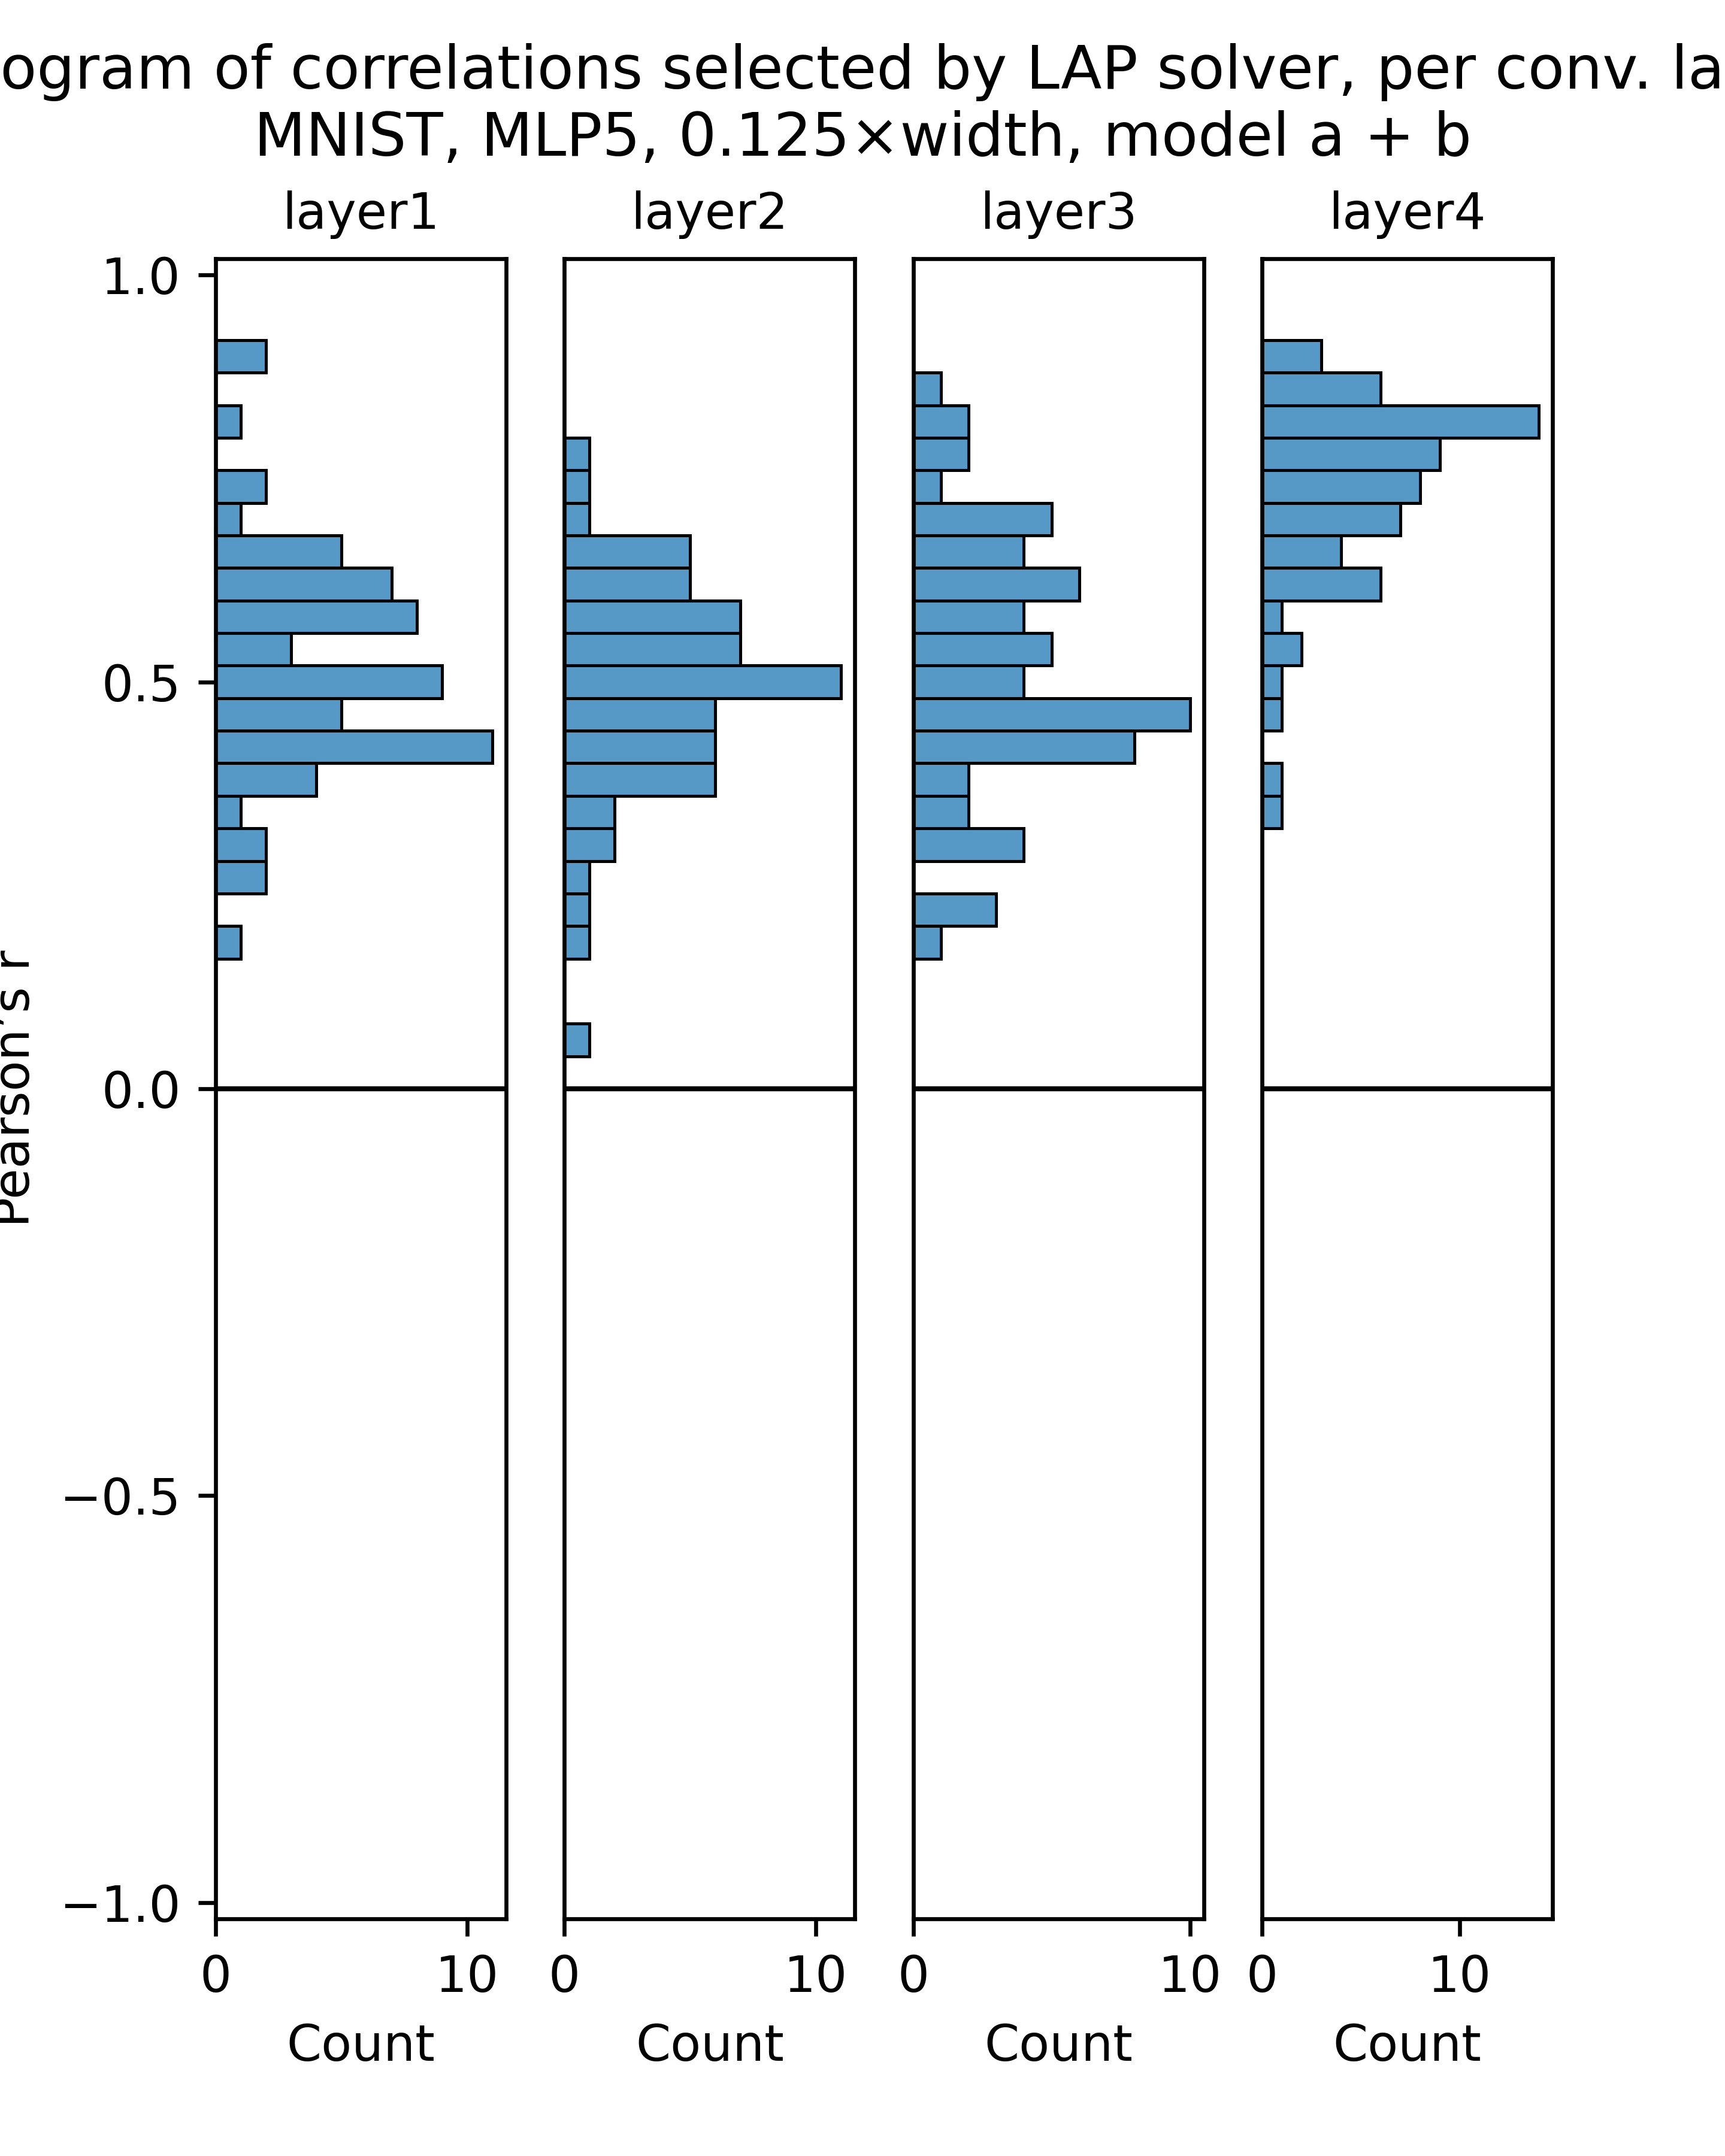 ogram of correlations selected by LAP solver, per conv. la
MNIST, MLP5, 0.125×width, model a + b
layer1 layer2 layer3 layer4
1.0
0.5
0.0
−0.5
−1.0
Pearson's r
0 10 0 10 0 10 0 10
Count Count Count Count